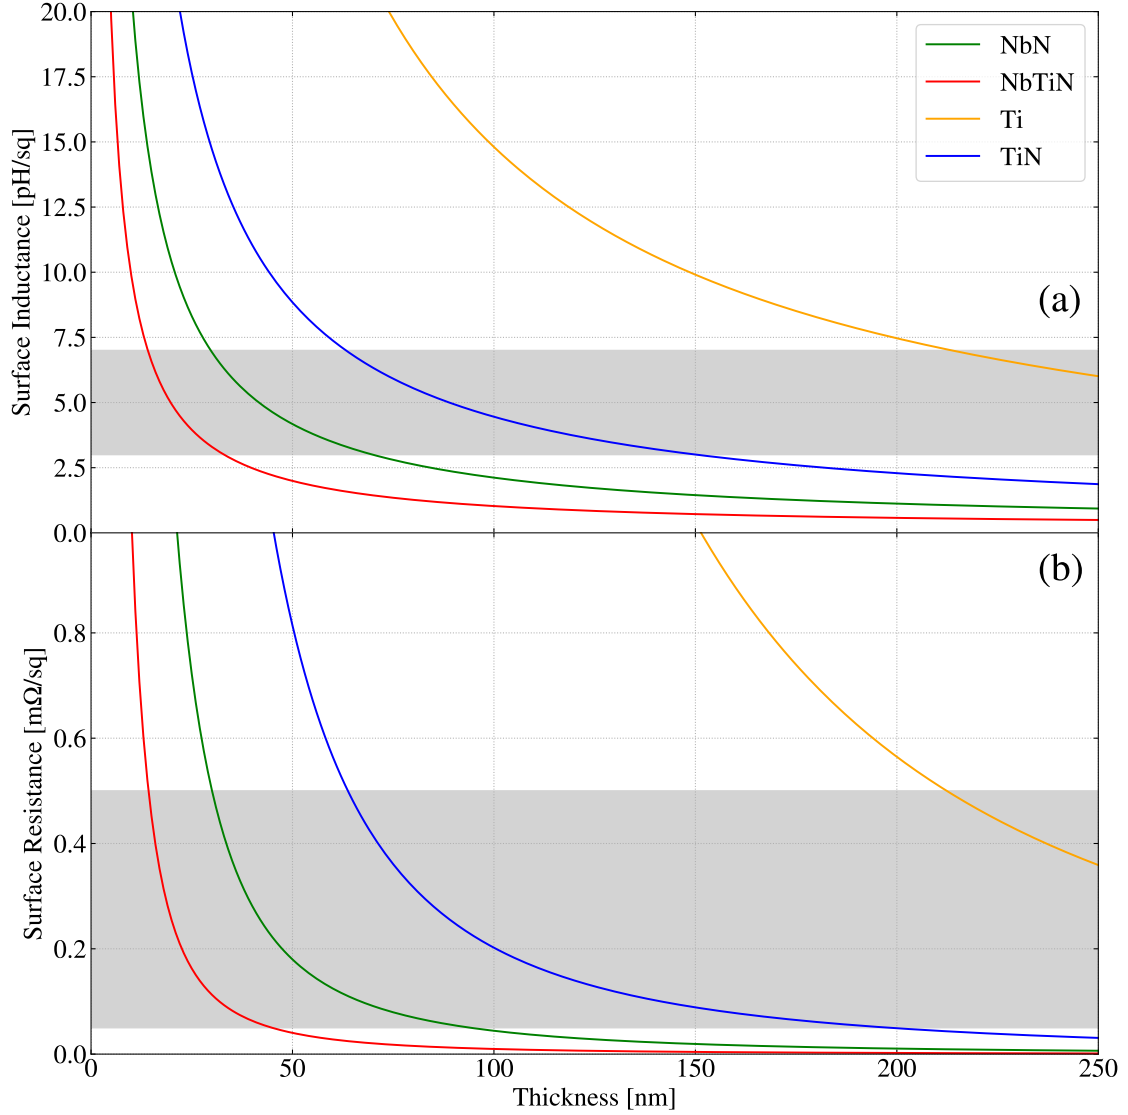 20.0
17.5
15.0
12.5
10.0
7.5
5.0
2.5
0.0
Surface Inductance [pH/sq]
NbN
NbTiN
Ti
TiN
(a)
0.8
0.6
0.4
0.2
0.0
Surface Resistance [mΩ/sq]
(b)
0 50 100 150 200 250
Thickness [nm]